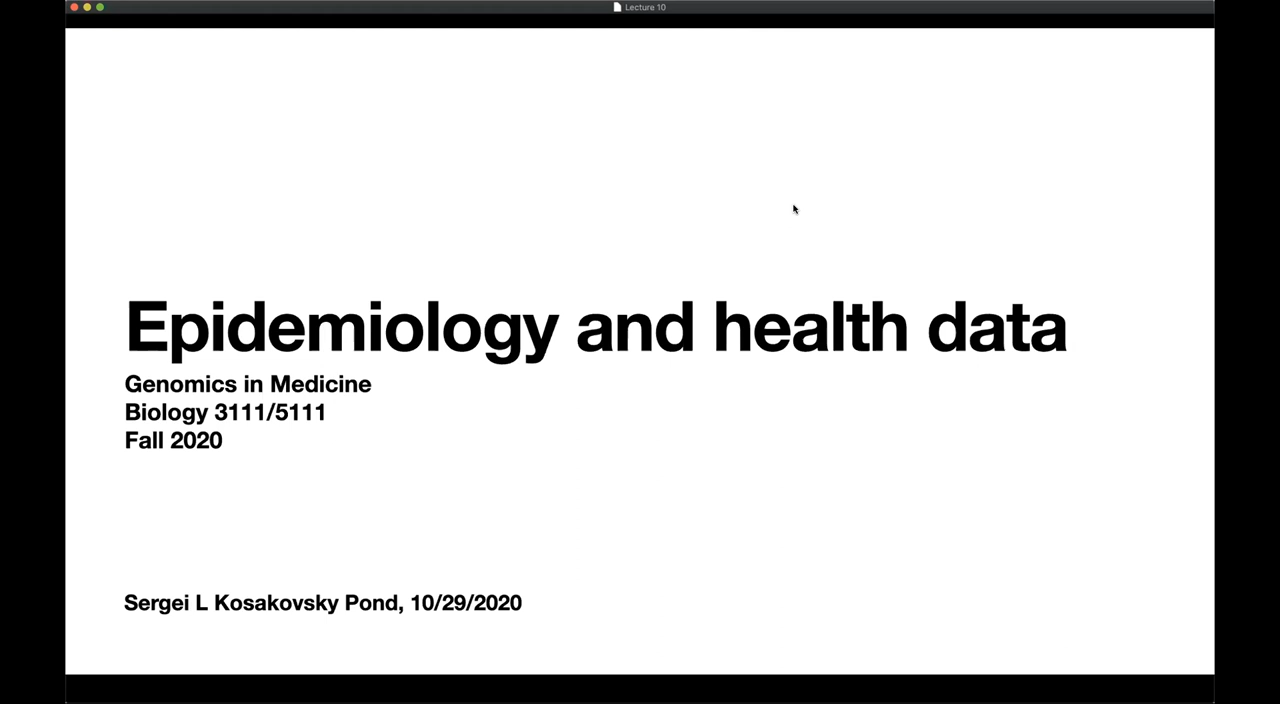 Lecture 10
Epidemiology and health data
Genomics in Medicine
Biology 3111/5111
Fall 2020
Sergei L Kosakovsky Pond, 10/29/2020